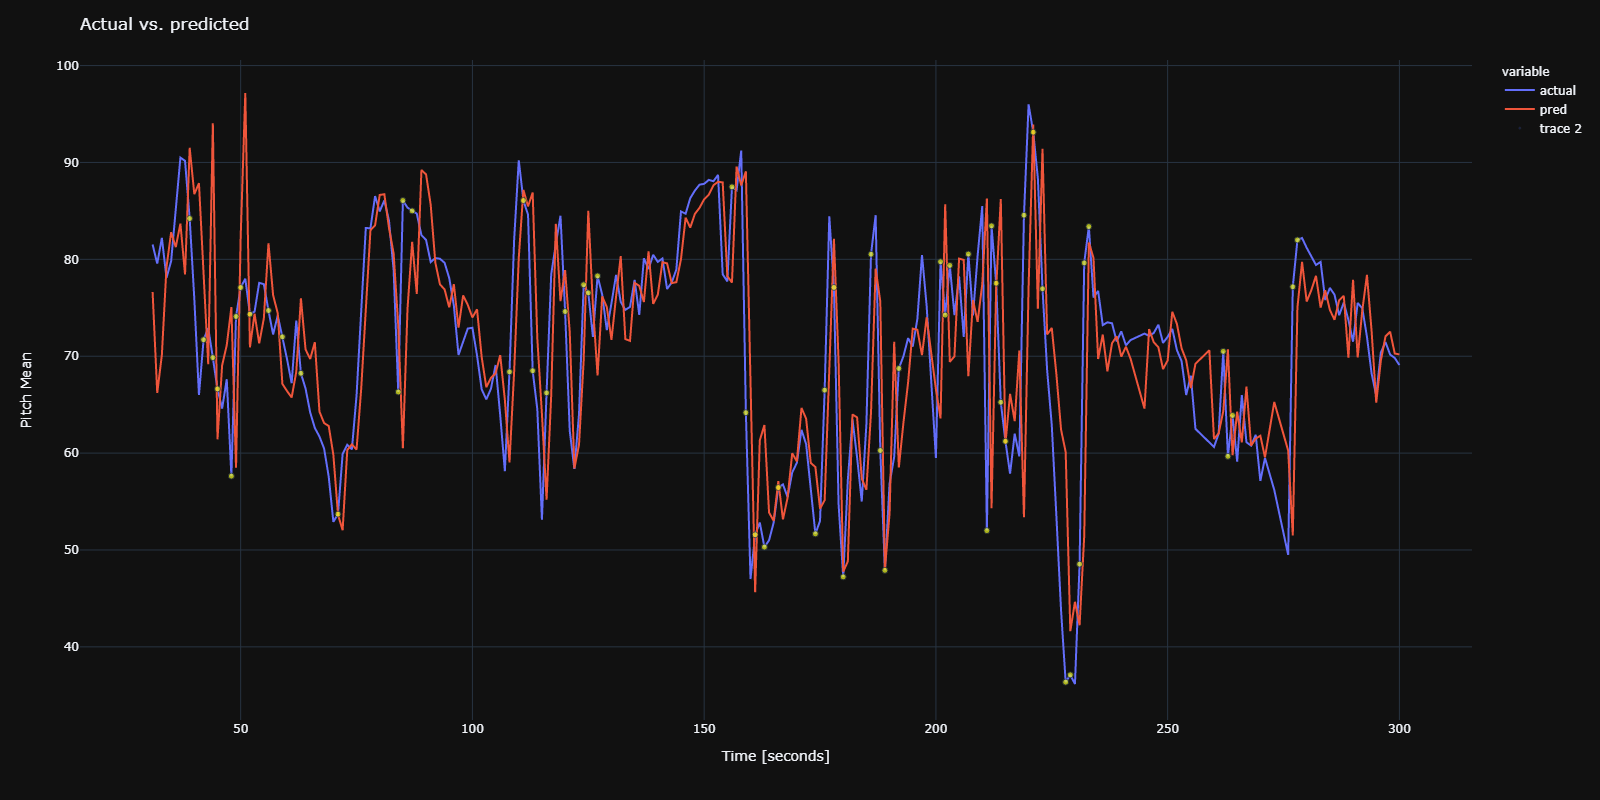 Actual vs. predicted
variable
actual
pred
trace 2
100
90
80
70
60
50
40
Pitch Mean
50
100
150
200
250
300
Time [seconds]